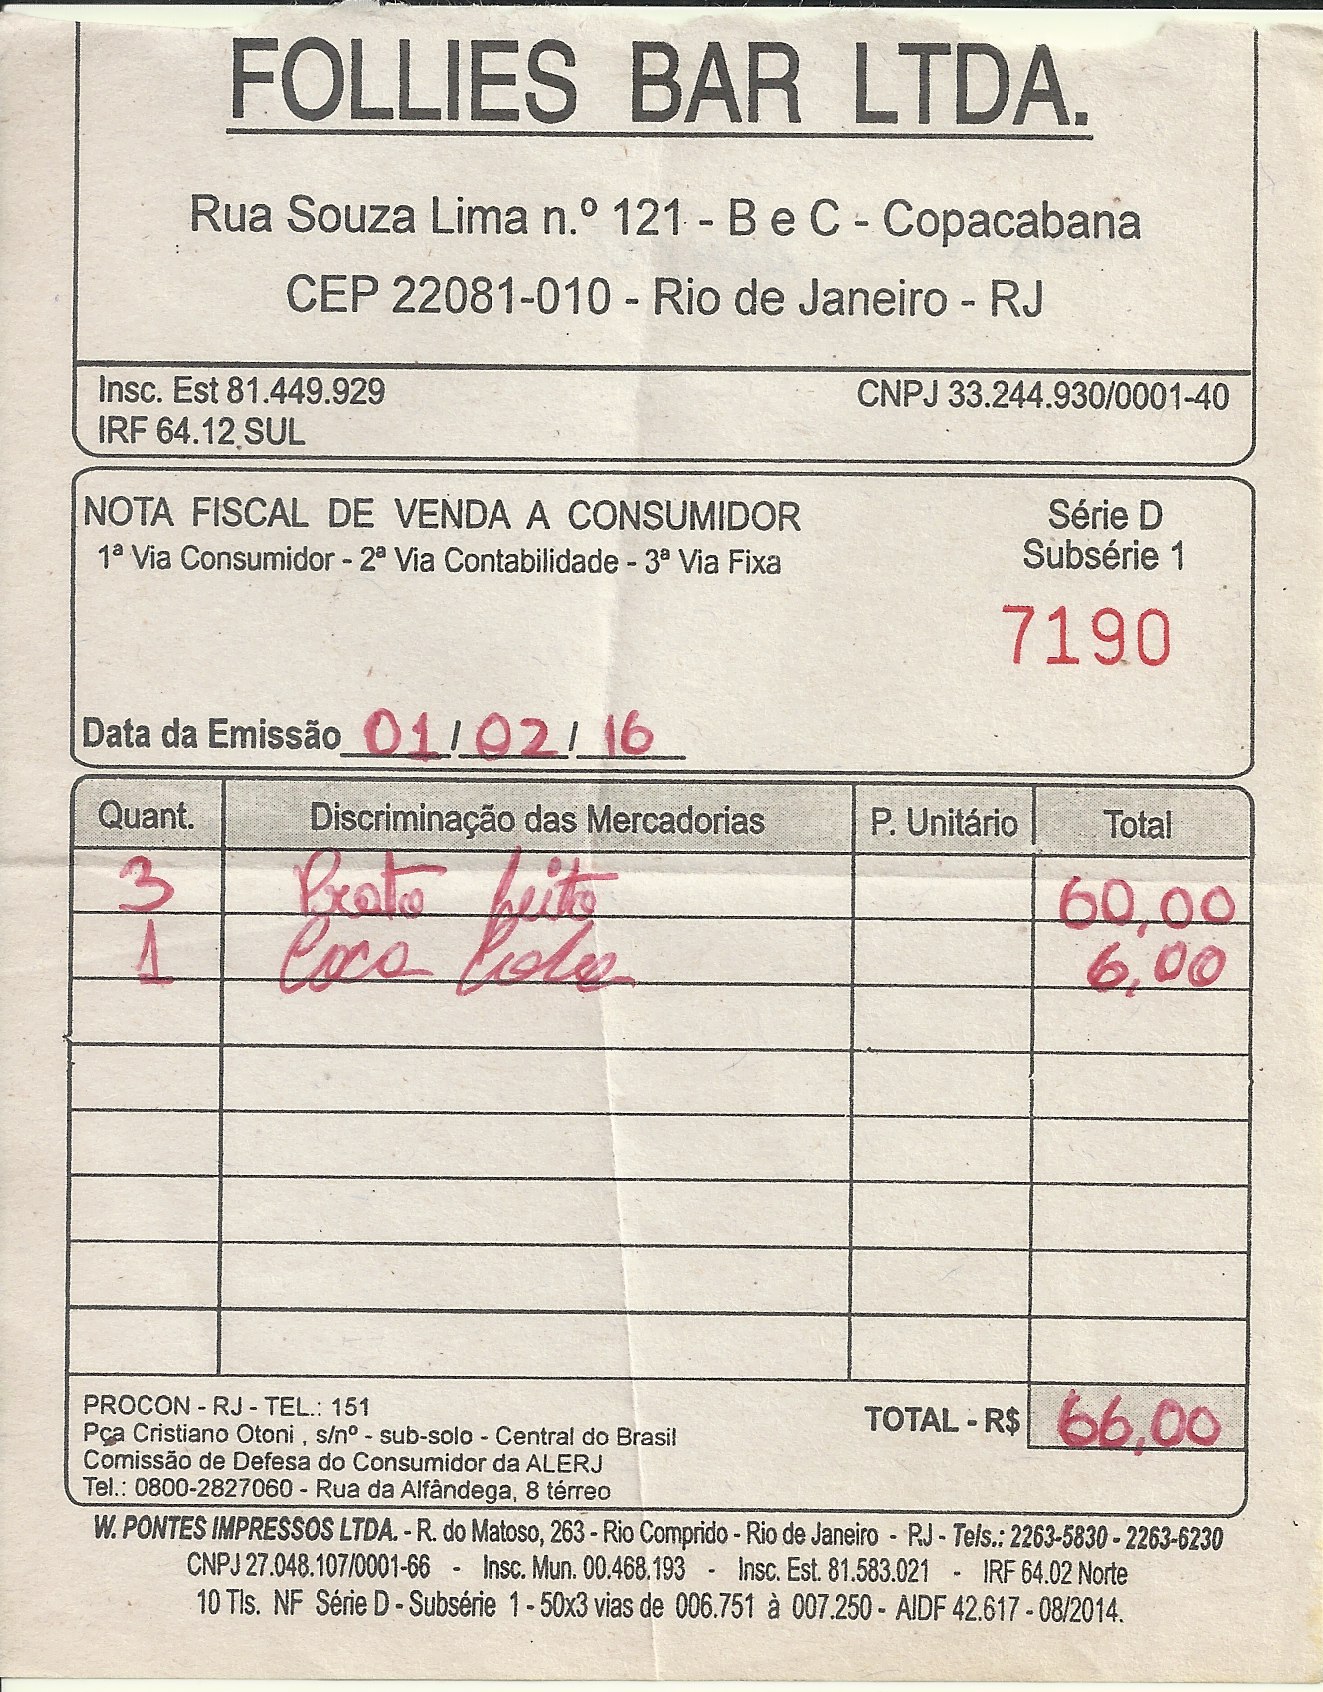 FOLLIES BAR LTDA.
Rua Souza Lima n.º 121 - B e C - Copacabana
CEP 22081-010 - Rio de Janeiro - RJ
Insc. Est 81.449.929 CNPJ 33.244.930/0001-40
IRF 64.12 SUL
NOTA FISCAL DE VENDA A CONSUMIDOR Série D
1ª Via Consumidor - 2ª Via Contabilidade - 3ª Via Fixa Subsérie 1
7190
Data da Emissão 01/02/16
Quant. Discriminação das Mercadorias P. Unitário Total
3 Prato feito 60,00
1 Coca Cola 6,00
TOTAL - R$ 66,00
PROCON - RJ - TEL.: 151
Pça Cristiano Otoni , s/nº - sub-solo - Central do Brasil
Comissão de Defesa do Consumidor da ALERJ
Tel.: 0800-2827060 - Rua da Alfândega, 8 térreo
W. PONTES IMPRESSOS LTDA. - R. do Matoso, 263 - Rio Comprido - Rio de Janeiro - RJ - Tels.: 2263-5830 - 2263-6230
CNPJ 27.048.107/0001-66 - Insc. Mun. 00.468.193 - Insc. Est. 81.583.021 - IRF 64.02 Norte
10 Tls. NF Série D - Subsérie 1 - 50x3 vias de 006.751 à 007.250 - AIDF 42.617 - 08/2014.